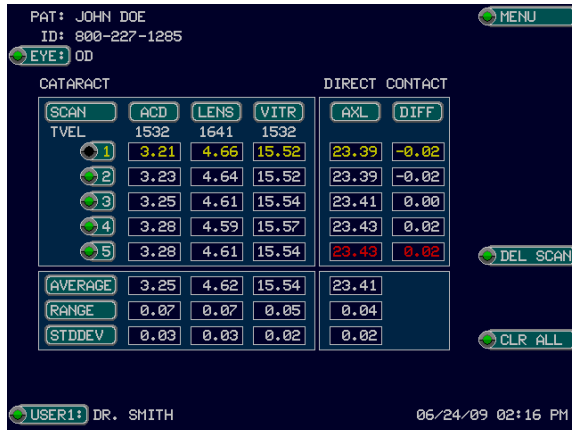 PAT: JOHN DOE
MENU
ID: 800-227-1285
EYE: OD
CATARACT DIRECT CONTACT
SCAN ACD LENS VITR AXL DIFF
TVEL 1532 1641 1532
1 3.21 4.66 15.52 23.39 -0.02
2 3.23 4.64 15.52 23.39 -0.02
3 3.25 4.61 15.54 23.41 0.00
4 3.28 4.59 15.57 23.43 0.02
5 3.28 4.61 15.54 23.43 0.02
DEL SCAN
AVERAGE 3.25 4.62 15.54 23.41
RANGE 0.07 0.07 0.05 0.04
STDDEV 0.03 0.03 0.02 0.02
CLR ALL
USER1: DR. SMITH 06/24/09 02:16 PM